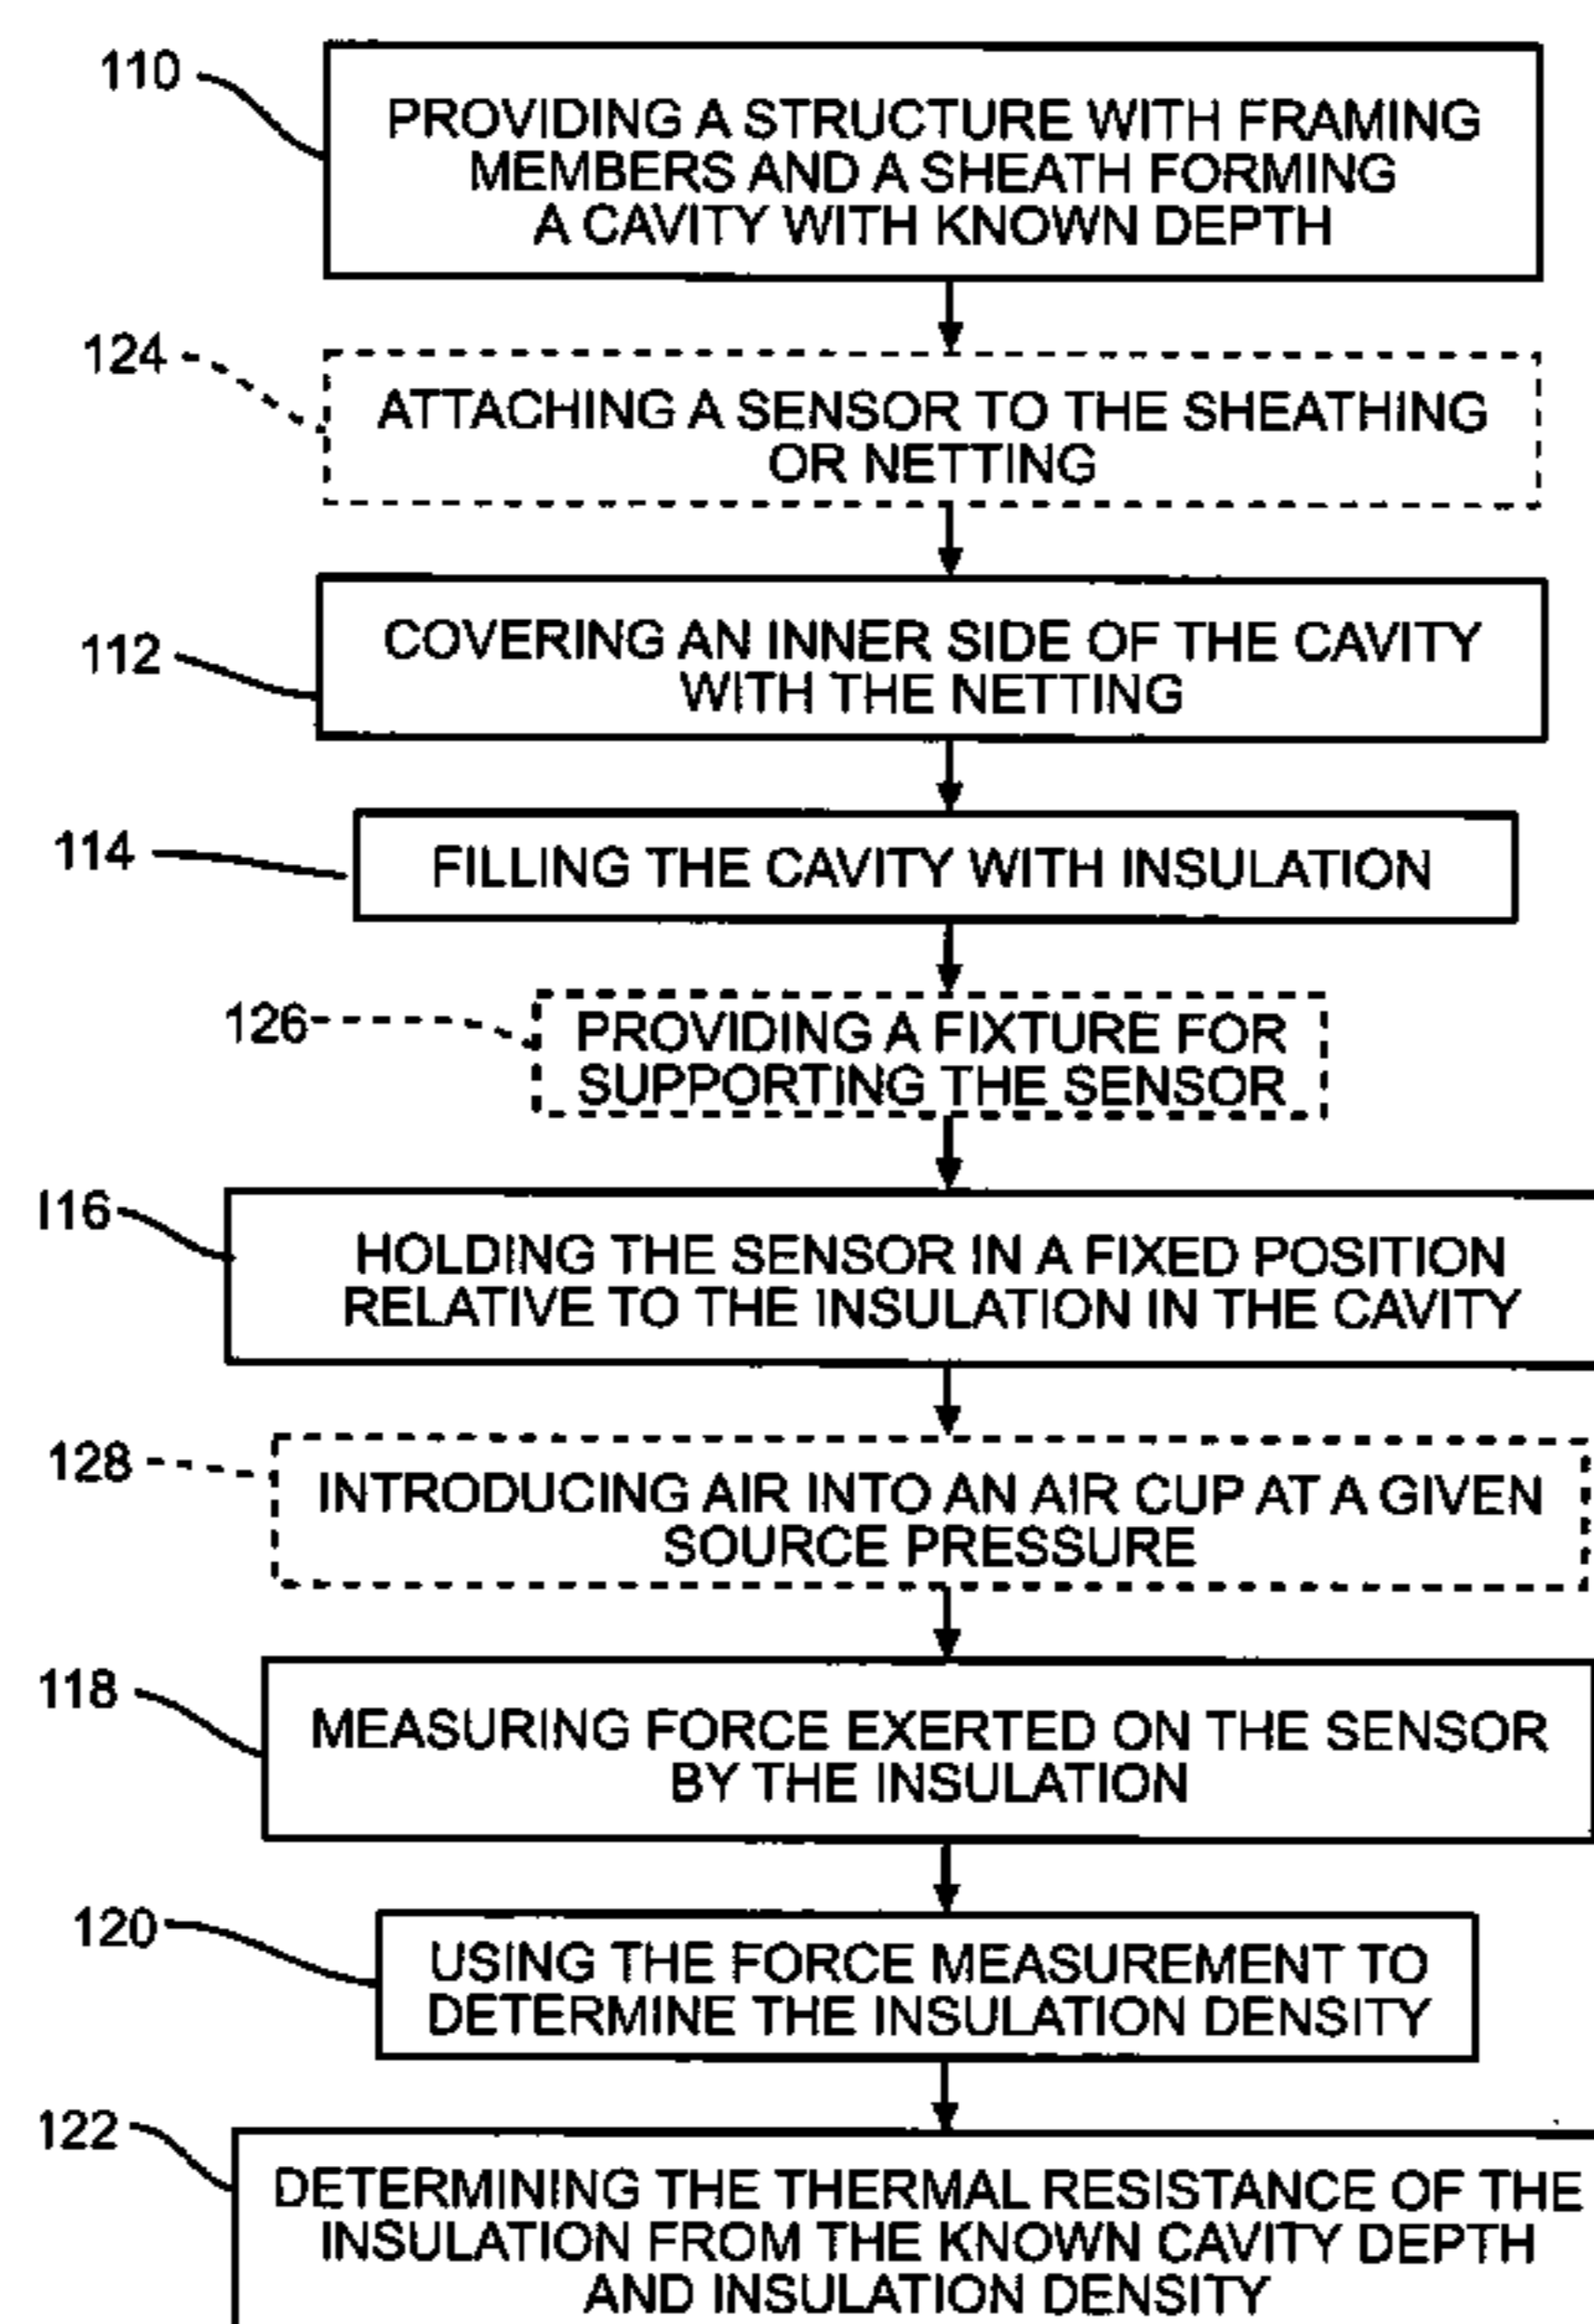 110
PROVIDING A STRUCTURE WITH FRAMING
MEMBERS AND A SHEATH FORMING
A CAVITY WITH KNOWN DEPTH
124
ATTACHING A SENSOR TO THE SHEATHING
OR NETTING
112
COVERING AN INNER SIDE OF THE CAVITY
WITH THE NETTING
114
FILLING THE CAVITY WITH INSULATION
126
PROVIDING A FIXTURE FOR
SUPPORTING THE SENSOR
116
HOLDING THE SENSOR IN A FIXED POSITION
RELATIVE TO THE INSULATION IN THE CAVITY
128
INTRODUCING AIR INTO AN AIR CUP AT A GIVEN
SOURCE PRESSURE
118
MEASURING FORCE EXERTED ON THE SENSOR
BY THE INSULATION
120
USING THE FORCE MEASUREMENT TO
DETERMINE THE INSULATION DENSITY
122
DETERMINING THE THERMAL RESISTANCE OF THE
INSULATION FROM THE KNOWN CAVITY DEPTH
AND INSULATION DENSITY